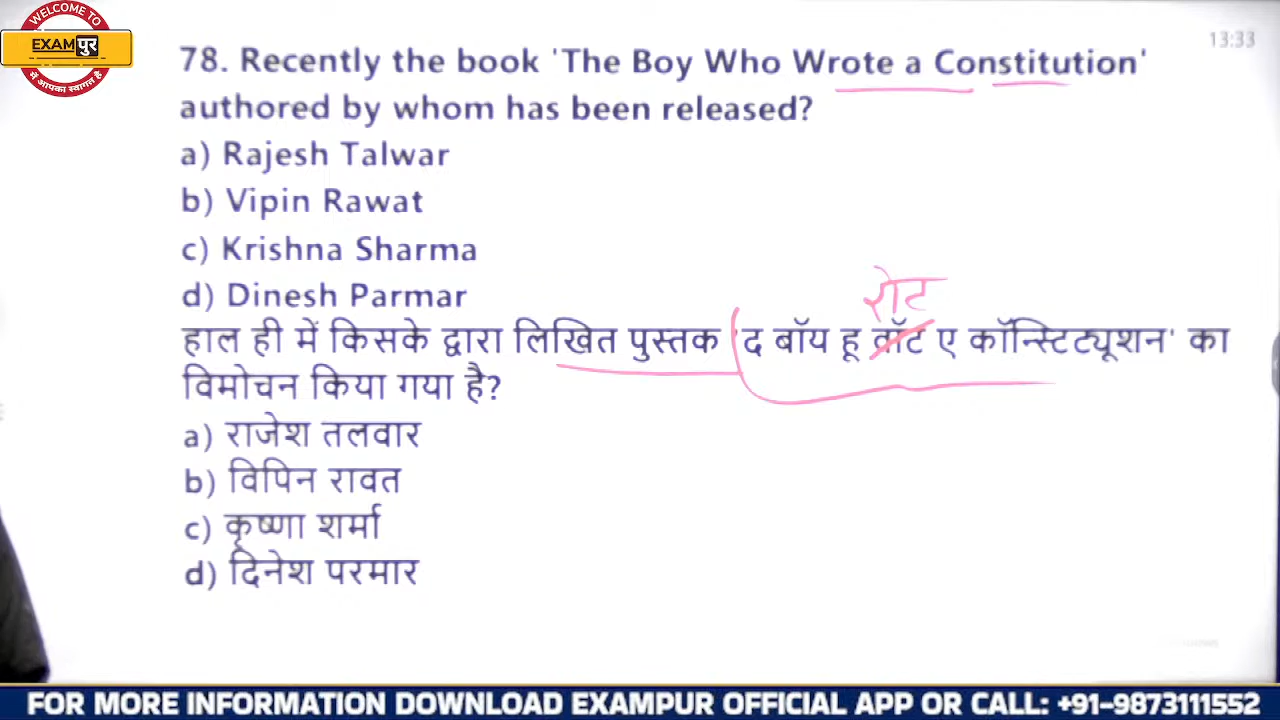 WELCOME TO
EXAMपुर
में आपका स्वागत है
13:33
78. Recently the book 'The Boy Who Wrote a Constitution'
authored by whom has been released?
a) Rajesh Talwar
b) Vipin Rawat
c) Krishna Sharma
d) Dinesh Parmar
रोट
हाल ही में किसके द्वारा लिखित पुस्तक 'द बॉय हू वॉट ए कॉन्स्टिट्यूशन' का
विमोचन किया गया है?
a) राजेश तलवार
b) विपिन रावत
c) कृष्णा शर्मा
d) दिनेश परमार
FOR MORE INFORMATION DOWNLOAD EXAMPUR OFFICIAL APP OR CALL: +91-9873111552